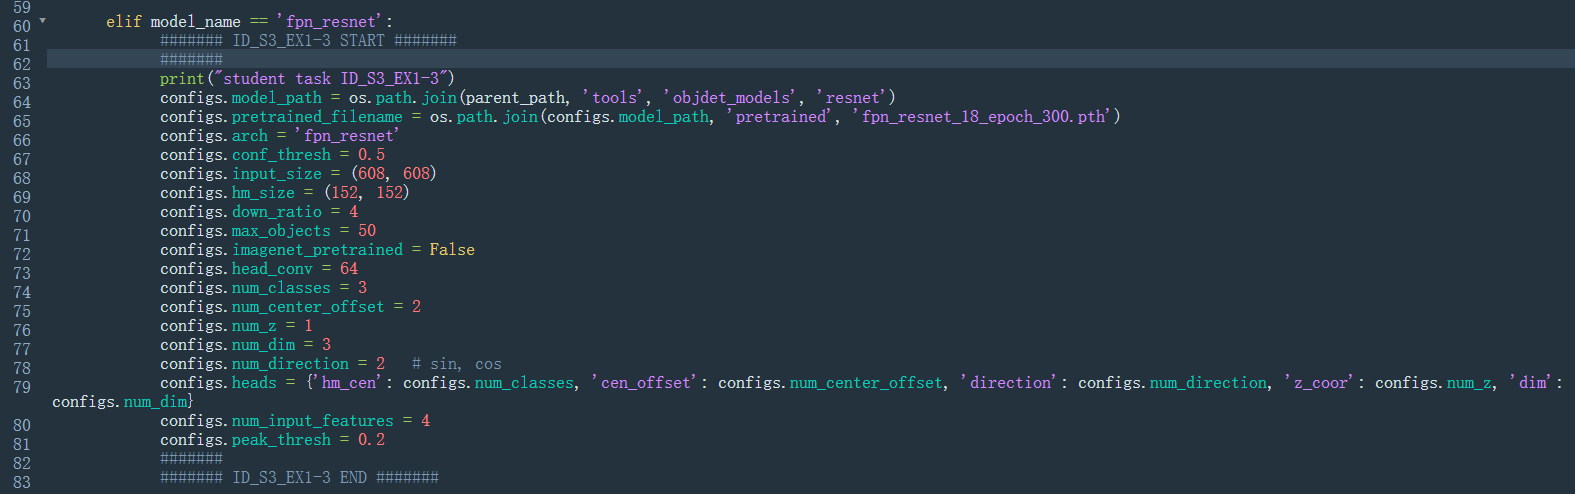 59
60 elif model_name == 'fpn_resnet':
61 ####### ID_S3_EX1-3 START #######
62 #######
63 print("student task ID_S3_EX1-3")
64 configs.model_path = os.path.join(parent_path, 'tools', 'objdet_models', 'resnet')
65 configs.pretrained_filename = os.path.join(configs.model_path, 'pretrained', 'fpn_resnet_18_epoch_300.pth')
66 configs.arch = 'fpn_resnet'
67 configs.conf_thresh = 0.5
68 configs.input_size = (608, 608)
69 configs.hm_size = (152, 152)
70 configs.down_ratio = 4
71 configs.max_objects = 50
72 configs.imagenet_pretrained = False
73 configs.head_conv = 64
74 configs.num_classes = 3
75 configs.num_center_offset = 2
76 configs.num_z = 1
77 configs.num_dim = 3
78 configs.num_direction = 2 # sin, cos
79 configs.heads = {'hm_cen': configs.num_classes, 'cen_offset': configs.num_center_offset, 'direction': configs.num_direction, 'z_coor': configs.num_z, 'dim':
configs.num_dim}
80 configs.num_input_features = 4
81 configs.peak_thresh = 0.2
82 #######
83 ####### ID_S3_EX1-3 END #######